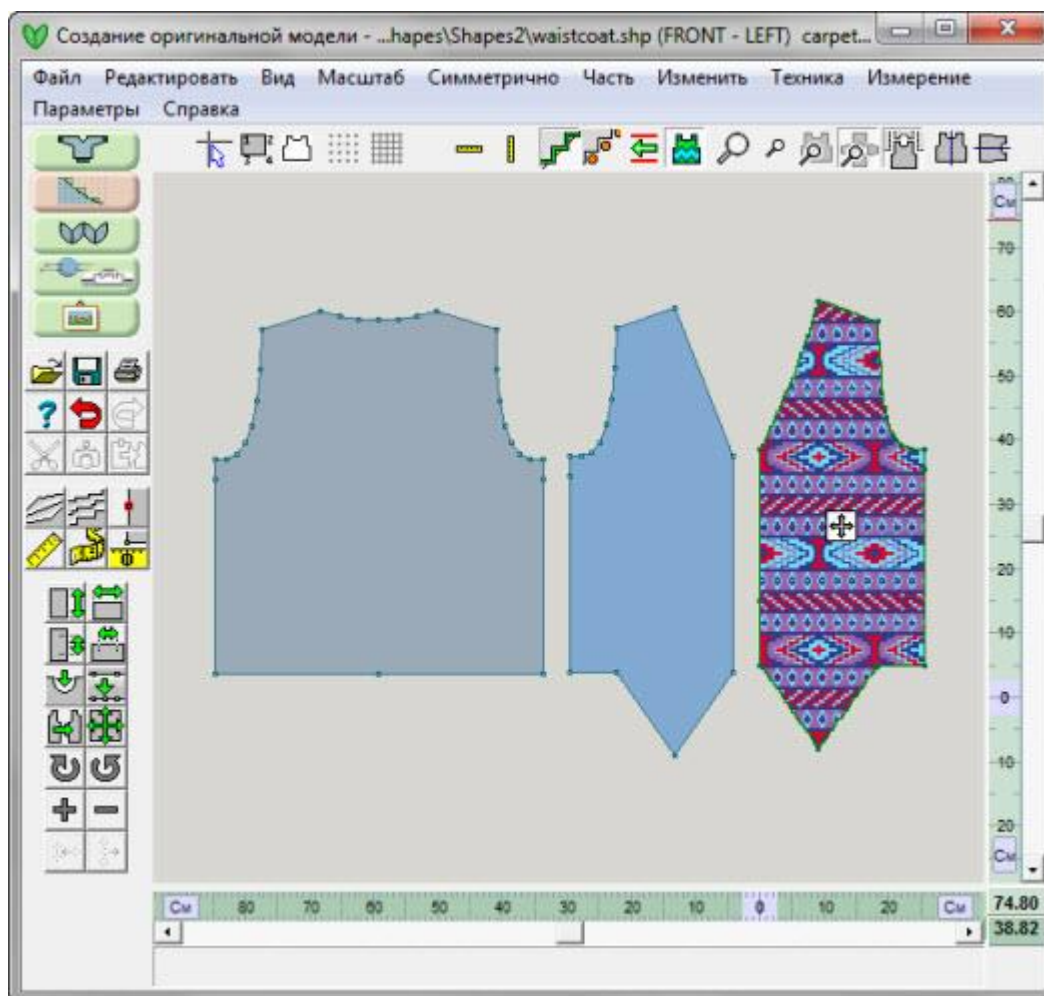 Создание оригинальной модели - ...hapes\Shapes2\waistcoat.shp (FRONT - LEFT) carpet...
Файл Редактировать Вид Масштаб Симметрично Часть Изменить Техника Измерение
Параметры Справка
См
70
60
50
40
30
20
10
0
10
20
См
См 80 70 60 50 40 30 20 10 0 10 20 См
74.80
38.82